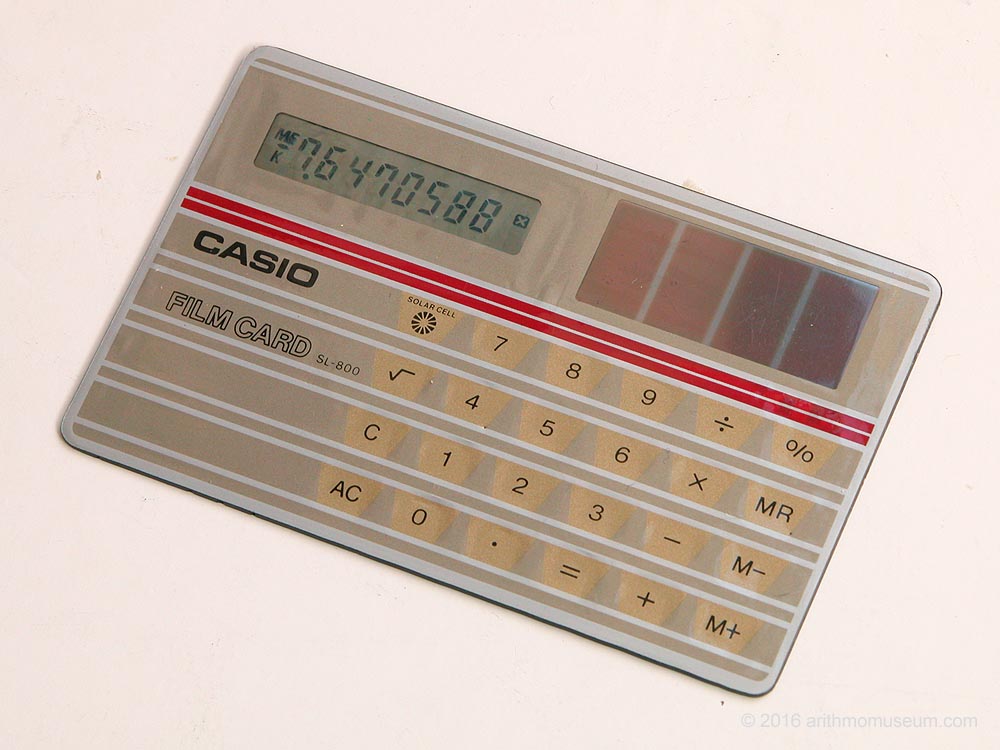 ME
K
7.6470588 ×
CASIO
FILM CARD SL-800
SOLAR CELL
7 8 9 ÷ %
√ 4 5 6 × MR
C 1 2 3 − M−
AC 0 · = + M+
© 2016 arithmomuseum.com